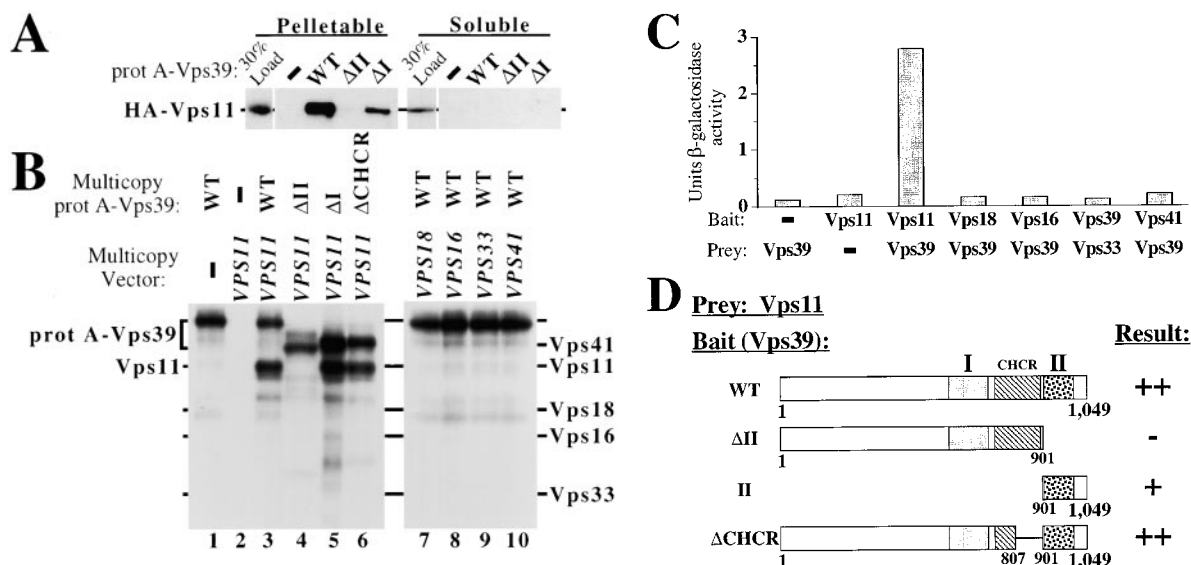 A
Pelletable Soluble
prot A-Vps39: 30% Load - WT ΔII ΔI 30% Load - WT ΔII ΔI
HA-Vps11
B
Multicopy prot A-Vps39: WT - WT ΔII ΔI ΔCHCR WT WT WT WT
Multicopy Vector: - VPS11 VPS11 VPS11 VPS11 VPS11 VPS18 VPS16 VPS33 VPS41
prot A-Vps39
Vps41
Vps11 Vps11
Vps18
Vps16
Vps33
1 2 3 4 5 6 7 8 9 10
C
Units β-galactosidase activity
3
2
1
0
Bait: - Vps11 Vps11 Vps18 Vps16 Vps39 Vps41
Prey: Vps39 - Vps39 Vps39 Vps39 Vps33 Vps39
D
Prey: Vps11
Bait (Vps39): Result:
I CHCR II
WT ++
1 1,049
ΔII -
1 901
II +
901 1,049
ΔCHCR ++
1 807 901 1,049